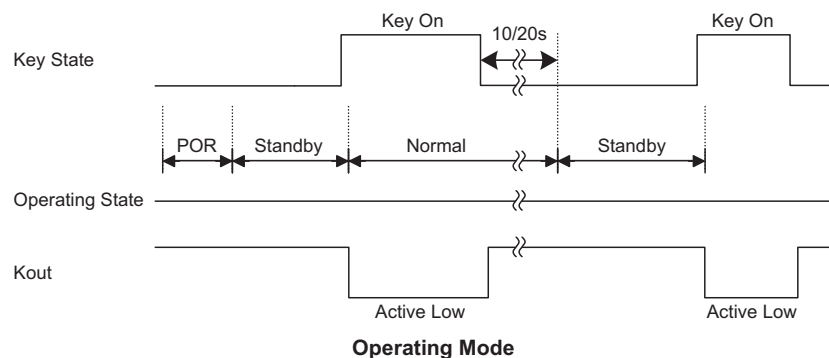 Key On
Key On
10/20s
Key State
POR
Standby
Normal
Standby
Operating State
Kout
Active Low
Active Low
Operating Mode